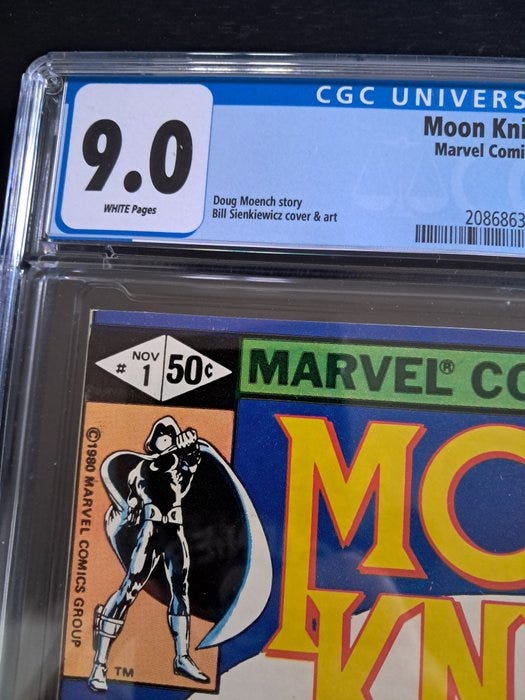 CGC UNIVERS
9.0
WHITE Pages
Moon Kni
Marvel Comi
Doug Moench story
Bill Sienkiewicz cover & art
2086863
# NOV 1 50¢
MARVEL® CO
©1980 MARVEL COMICS GROUP
MO
KN
TM